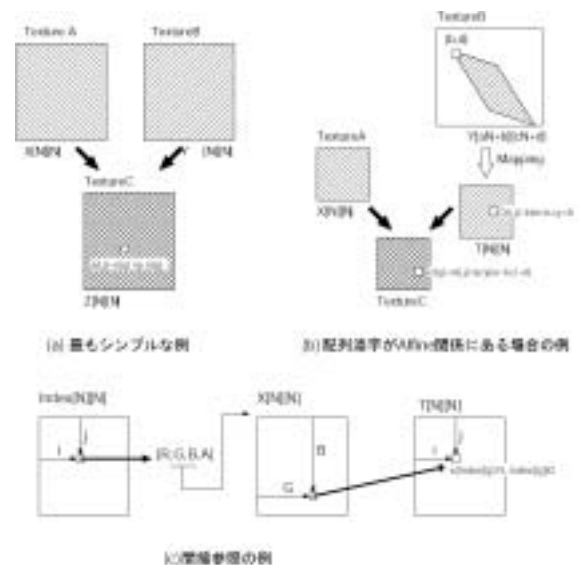 Texture A
TextureB
X[N][N]
Y [N][N]
TextureC
Z[N][N]
(a) 最もシンプルな例
TextureB
(b,d)
Y[aN+b][cN+d]
Mapping
TextureA
X[N][N]
T[N][N]
TextureC
(b) 配列添字がAffine関係にある場合の例
Index[N][N]
i
j
[R,G,B,A]
X[N][N]
B
G
T[N][N]
i
j
(c)間接参照の例